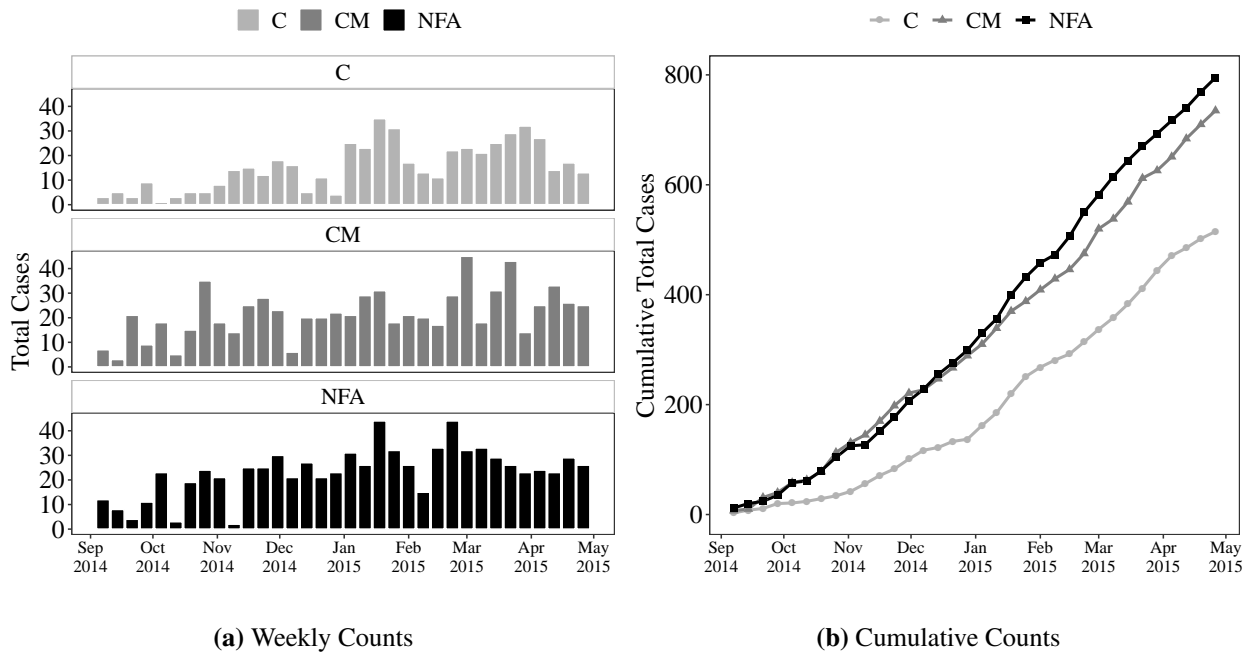 C CM NFA
C
40
30
20
10
0
CM
40
30
20
10
0
NFA
40
30
20
10
0
Total Cases
Sep 2014 Oct 2014 Nov 2014 Dec 2014 Jan 2015 Feb 2015 Mar 2015 Apr 2015 May 2015
(a) Weekly Counts
C CM NFA
800
600
400
200
0
Cumulative Total Cases
Sep 2014 Oct 2014 Nov 2014 Dec 2014 Jan 2015 Feb 2015 Mar 2015 Apr 2015 May 2015
(b) Cumulative Counts